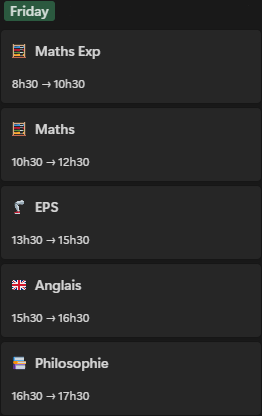 Friday
Maths Exp
8h30 → 10h30
Maths
10h30 → 12h30
EPS
13h30 → 15h30
Anglais
15h30 → 16h30
Philosophie
16h30 → 17h30